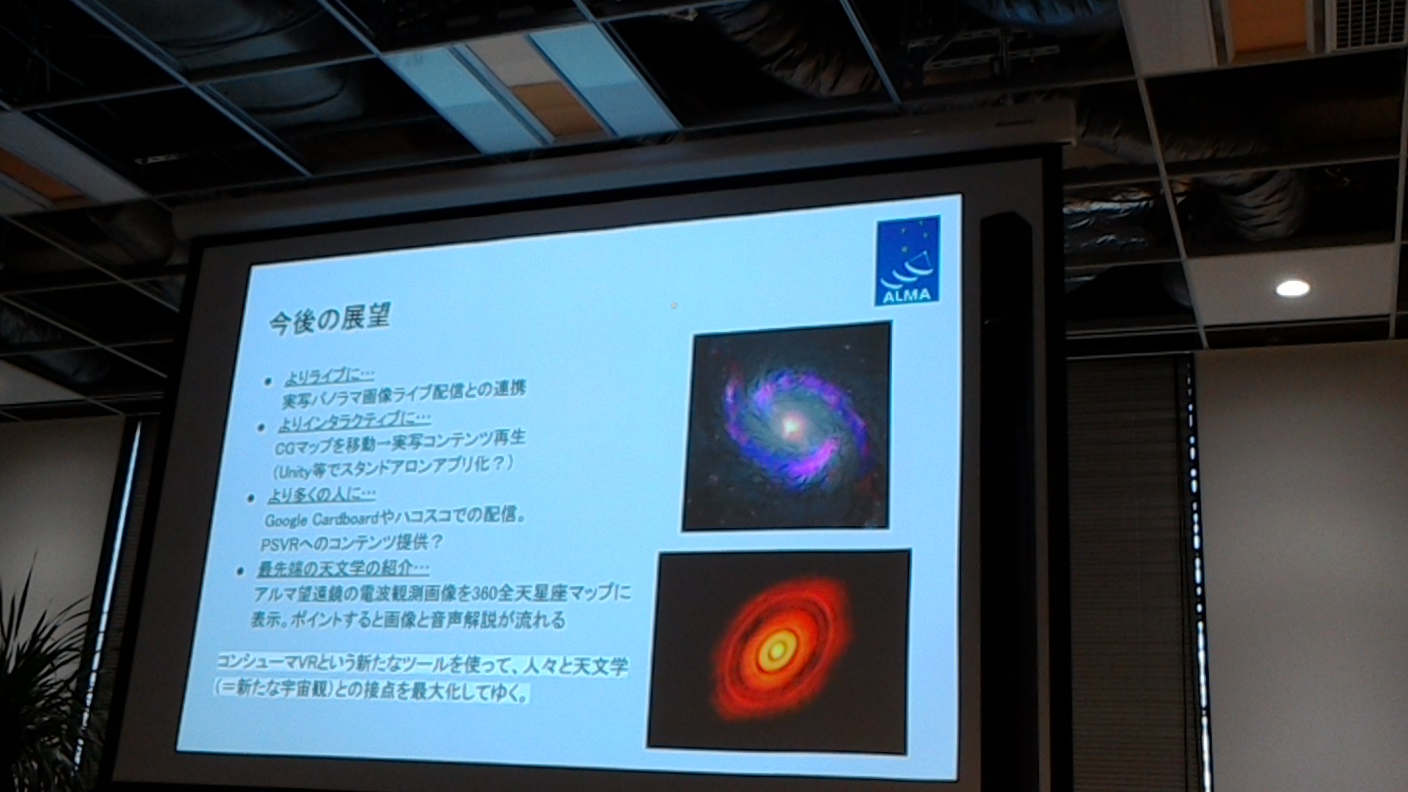 ALMA
今後の展望
● よりライブに…
実写パノラマ画像ライブ配信との連携
● よりインタラクティブに…
CGマップを移動→実写コンテンツ再生
(Unity等でスタンドアロンアプリ化？)
● より多くの人に…
Google Cardboardやハコスコでの配信。
PSVRへのコンテンツ提供？
● 最先端の天文学の紹介…
アルマ望遠鏡の電波観測画像を360全天星座マップに
表示。ポイントすると画像と音声解説が流れる
コンシューマVRという新たなツールを使って、人々と天文学
(＝新たな宇宙観)との接点を最大化してゆく。